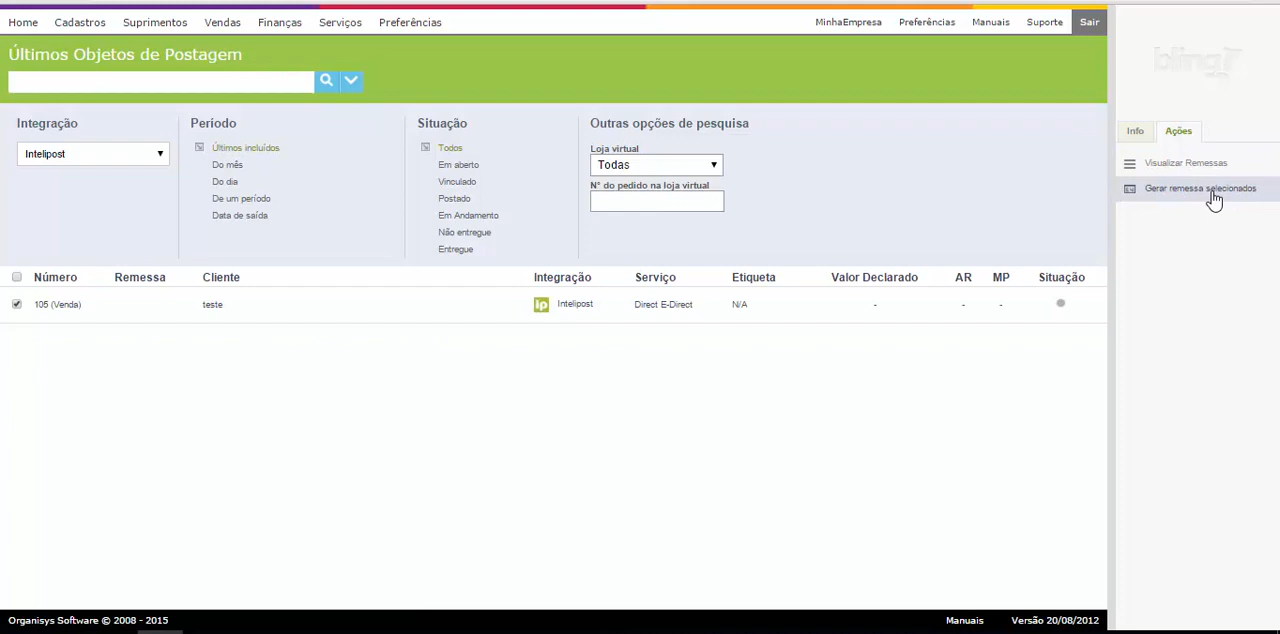 Home Cadastros Suprimentos Vendas Finanças Serviços Preferências MinhaEmpresa Preferências Manuais Suporte Sair
Últimos Objetos de Postagem
bling
Integração
Intelipost
Período
Últimos incluídos
Do mês
Do dia
De um período
Data de saída
Situação
Todos
Em aberto
Vinculado
Postado
Em Andamento
Não entregue
Entregue
Outras opções de pesquisa
Loja virtual
Todas
N° do pedido na loja virtual
Info Ações
Visualizar Remessas
Gerar remessa selecionados
Número Remessa Cliente Integração Serviço Etiqueta Valor Declarado AR MP Situação
105 (Venda) teste ip Intelipost Direct E-Direct N/A - - -
Organisys Software © 2008 - 2015 Manuais Versão 20/08/2012